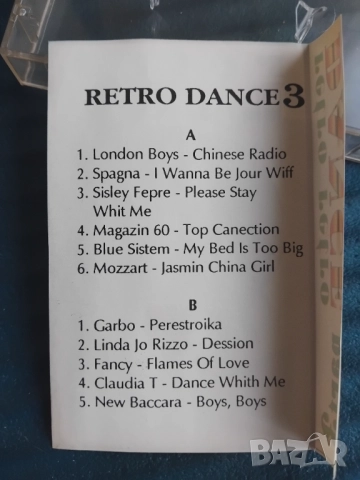 RETRO DANCE 3
A
1. London Boys - Chinese Radio
2. Spagna - I Wanna Be Jour Wiff
3. Sisley Fepre - Please Stay
Whit Me
4. Magazin 60 - Top Canection
5. Blue Sistem - My Bed Is Too Big
6. Mozzart - Jasmin China Girl
B
1. Garbo - Perestroika
2. Linda Jo Rizzo - Dession
3. Fancy - Flames Of Love
4. Claudia T - Dance Whith Me
5. New Baccara - Boys, Boys
BAZAR